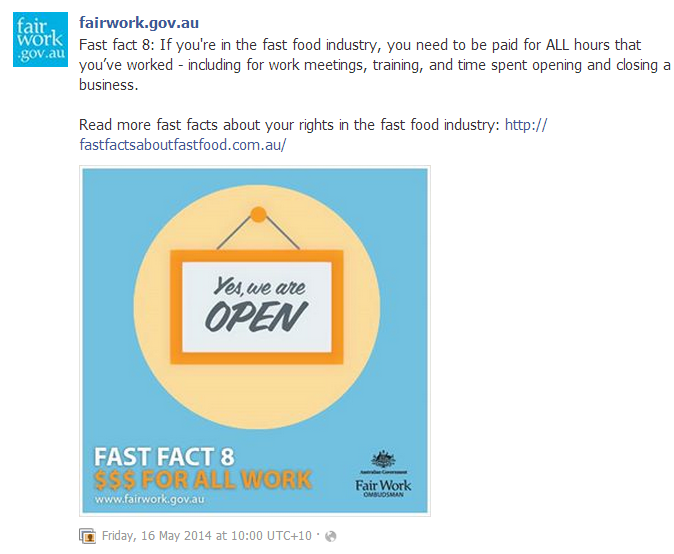 fair
work
.gov.au
fairwork.gov.au
Fast fact 8: If you're in the fast food industry, you need to be paid for ALL hours that
you’ve worked - including for work meetings, training, and time spent opening and closing a
business.
Read more fast facts about your rights in the fast food industry: http://
fastfactsaboutfastfood.com.au/
Yes, we are
OPEN
FAST FACT 8
$$$ FOR ALL WORK
www.fairwork.gov.au
Australian Government
Fair Work
OMBUDSMAN
Friday, 16 May 2014 at 10:00 UTC+10 ·